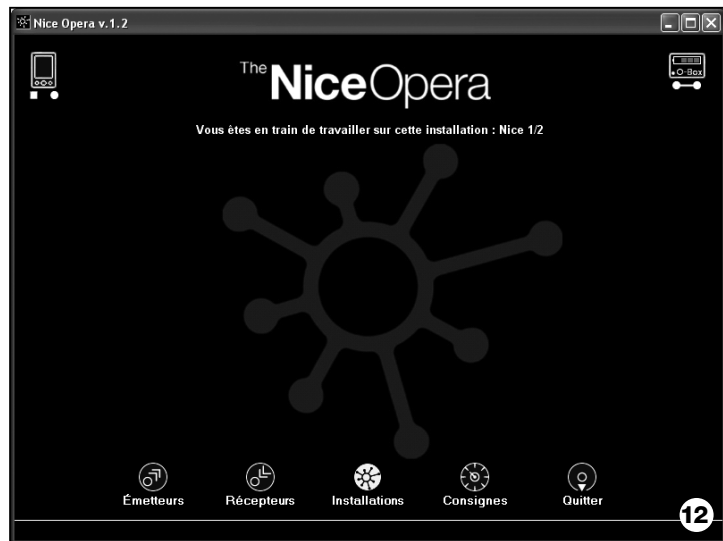 Nice Opera v.1.2
The NiceOpera
O-Box
Vous êtes en train de travailler sur cette installation : Nice 1/2
Émetteurs Récepteurs Installations Consignes Quitter
12